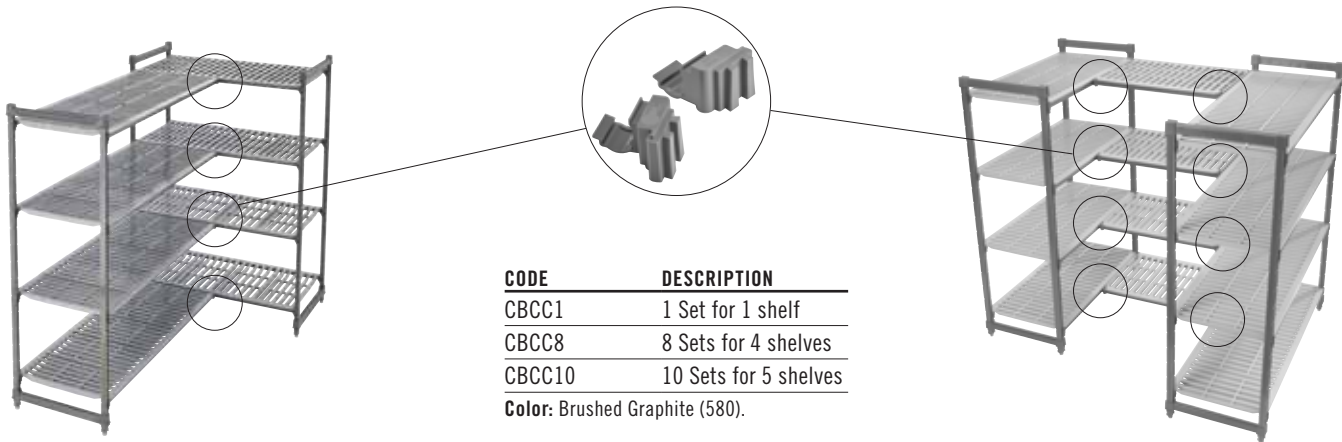 CODE DESCRIPTION
CBCC1 1 Set for 1 shelf
CBCC8 8 Sets for 4 shelves
CBCC10 10 Sets for 5 shelves
Color: Brushed Graphite (580).